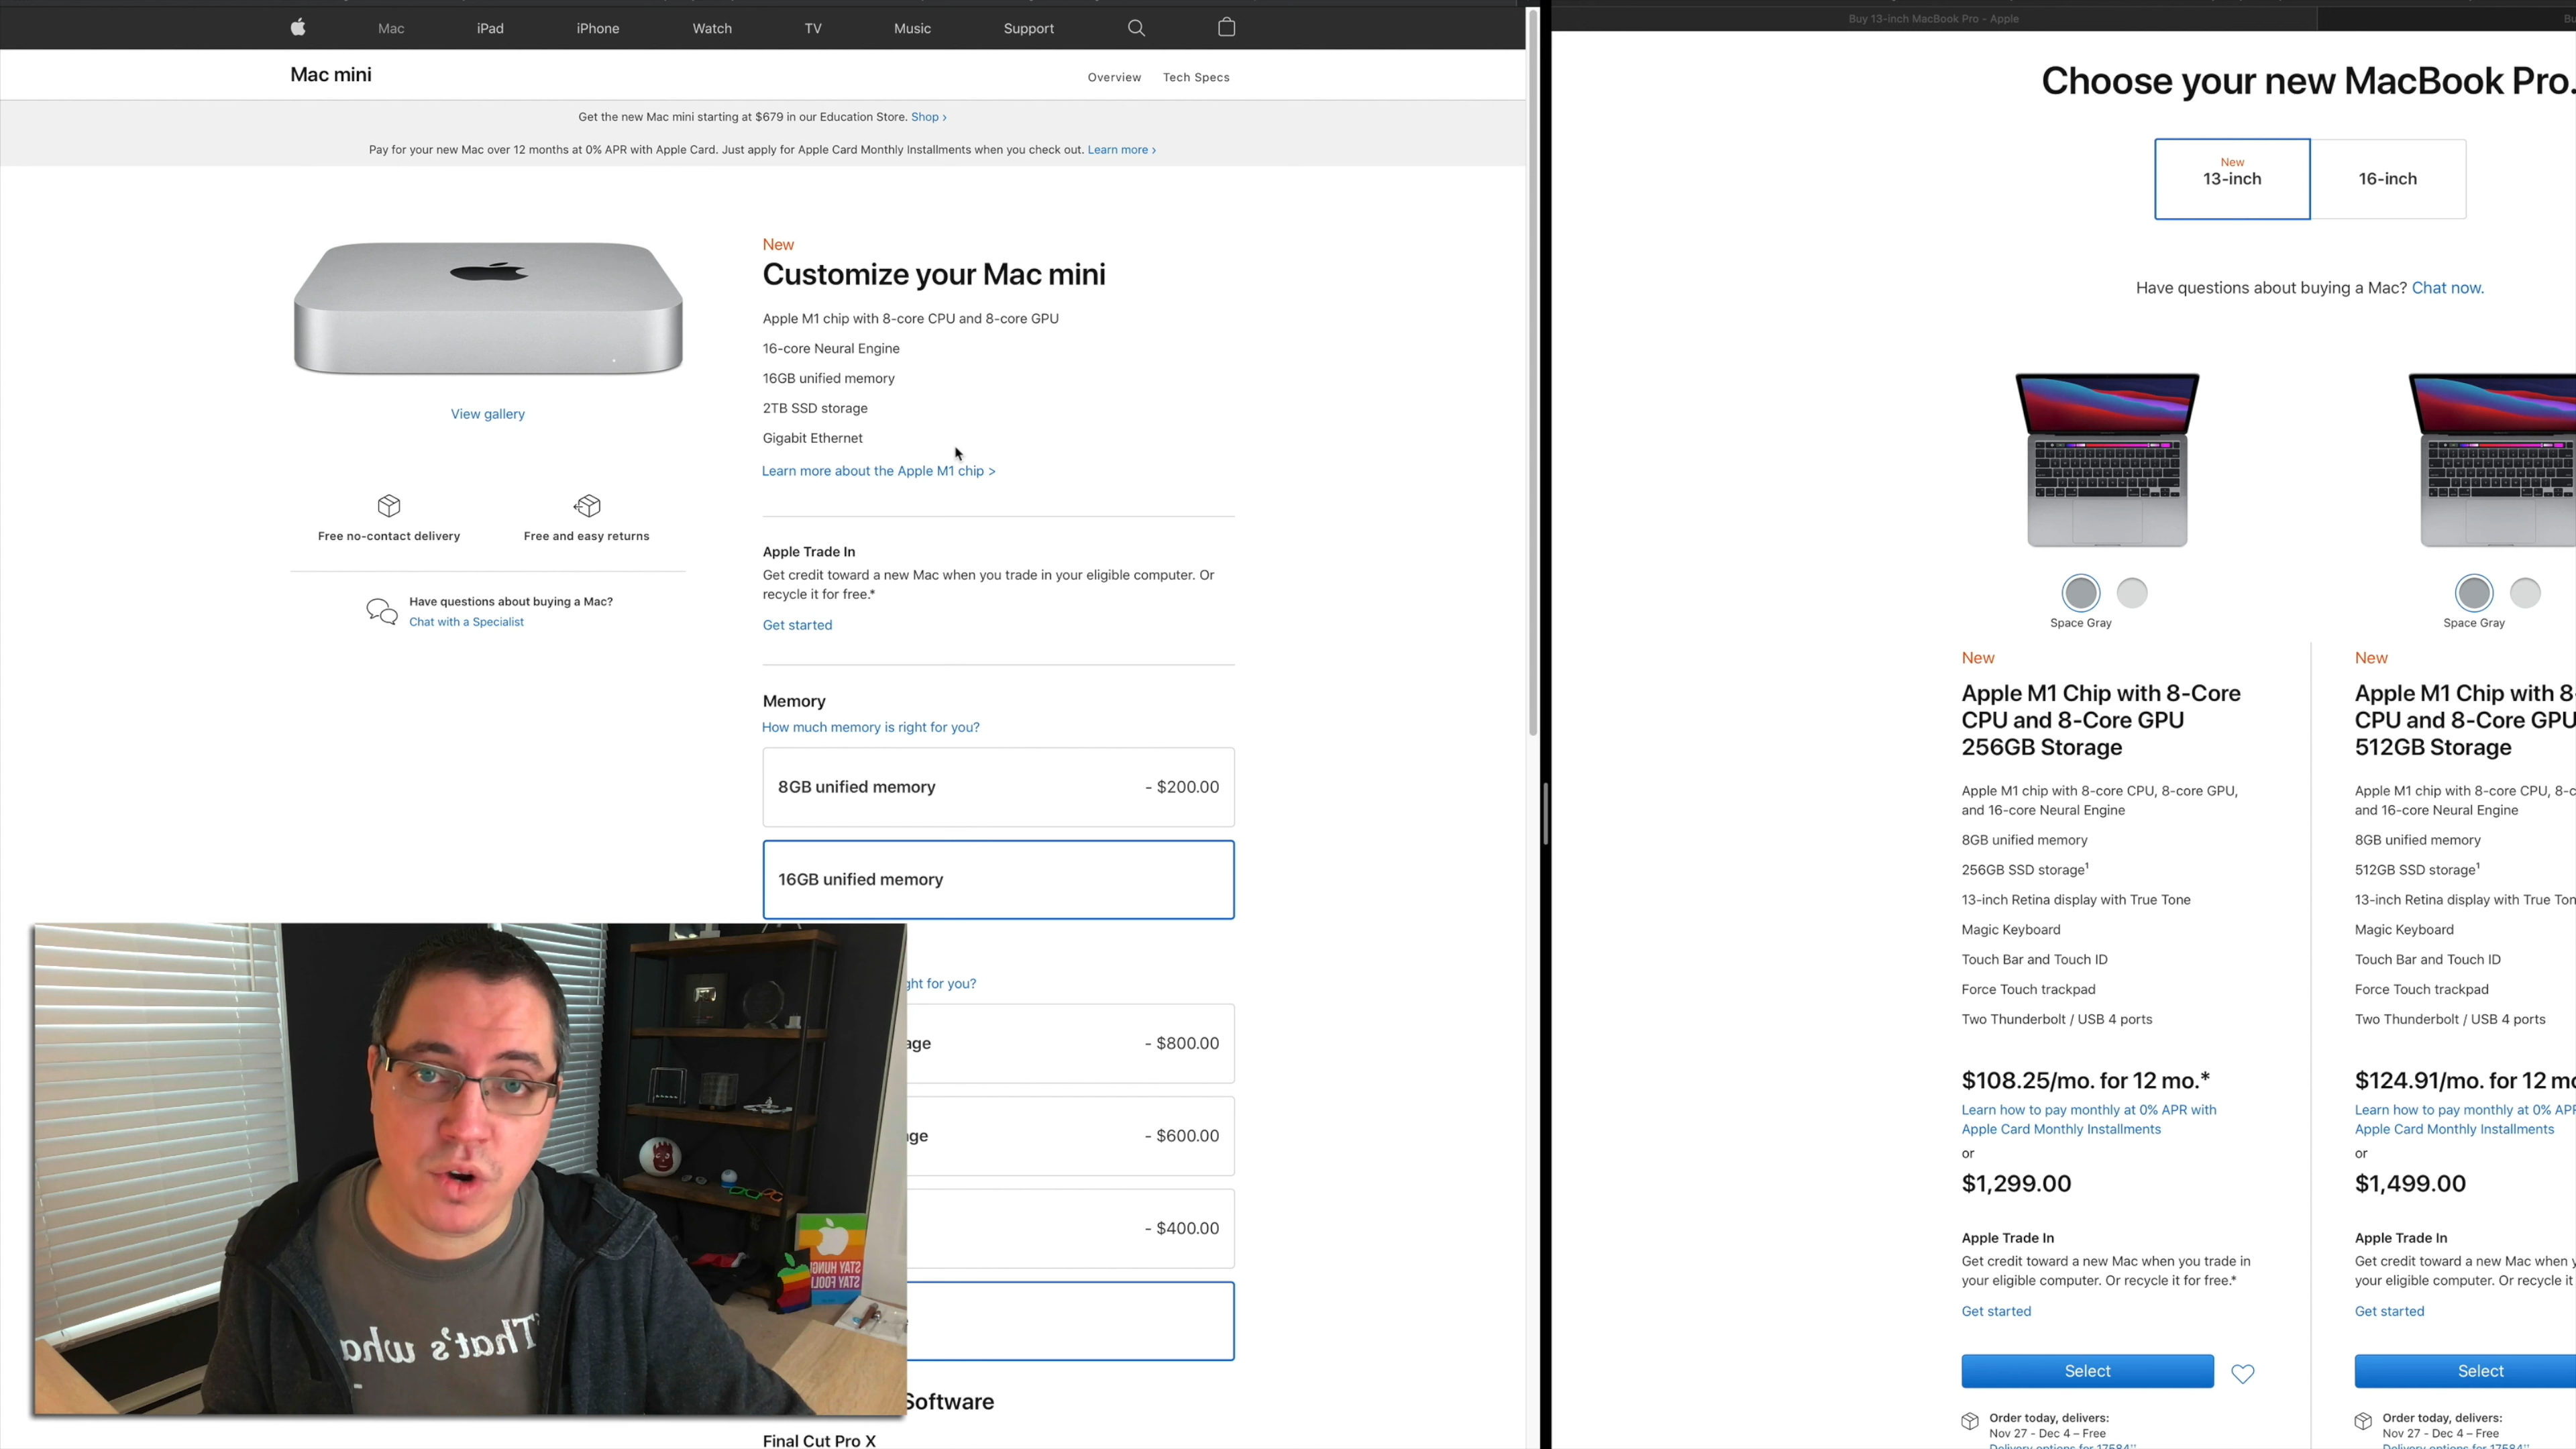 Mac
iPad
iPhone
Watch
TV
Music
Support
Mac mini
Overview
Tech Specs
Get the new Mac mini starting at $679 in our Education Store. Shop ›
Pay for your new Mac over 12 months at 0% APR with Apple Card. Just apply for Apple Card Monthly Installments when you check out. Learn more ›
View gallery
Free no-contact delivery
Free and easy returns
Have questions about buying a Mac?
Chat with a Specialist
New
Customize your Mac mini
Apple M1 chip with 8-core CPU and 8-core GPU
16-core Neural Engine
16GB unified memory
2TB SSD storage
Gigabit Ethernet
Learn more about the Apple M1 chip >
Apple Trade In
Get credit toward a new Mac when you trade in your eligible computer. Or
recycle it for free.*
Get started
Memory
How much memory is right for you?
8GB unified memory - $200.00
16GB unified memory
ght for you?
age - $800.00
ge - $600.00
- $400.00
Software
Final Cut Pro X
STAY HUNG
STAY FOOL
That's wha
Buy 13-inch MacBook Pro - Apple
Bu
Choose your new MacBook Pro.
New
13-inch
16-inch
Have questions about buying a Mac? Chat now.
Space Gray
New
Apple M1 Chip with 8-Core
CPU and 8-Core GPU
256GB Storage
Apple M1 chip with 8-core CPU, 8-core GPU,
and 16-core Neural Engine
8GB unified memory
256GB SSD storage¹
13-inch Retina display with True Tone
Magic Keyboard
Touch Bar and Touch ID
Force Touch trackpad
Two Thunderbolt / USB 4 ports
$108.25/mo. for 12 mo.*
Learn how to pay monthly at 0% APR with
Apple Card Monthly Installments
or
$1,299.00
Apple Trade In
Get credit toward a new Mac when you trade in
your eligible computer. Or recycle it for free.*
Get started
Select
Order today, delivers:
Nov 27 - Dec 4 – Free
Delivery options for 17584
Space Gray
New
Apple M1 Chip with 8-
CPU and 8-Core GPU
512GB Storage
Apple M1 chip with 8-core CPU, 8-c
and 16-core Neural Engine
8GB unified memory
512GB SSD storage¹
13-inch Retina display with True Ton
Magic Keyboard
Touch Bar and Touch ID
Force Touch trackpad
Two Thunderbolt / USB 4 ports
$124.91/mo. for 12 mo
Learn how to pay monthly at 0% APR
Apple Card Monthly Installments
or
$1,499.00
Apple Trade In
Get credit toward a new Mac when y
your eligible computer. Or recycle it
Get started
Select
Order today, delivers:
Nov 27 - Dec 4 – Free